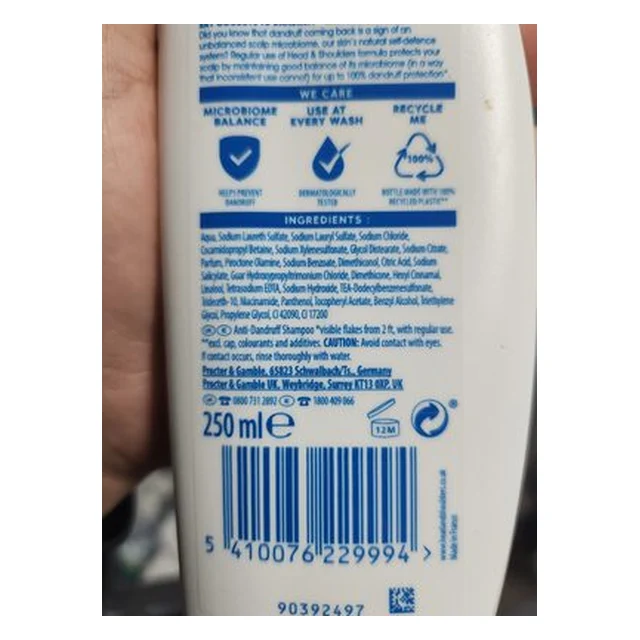 Did you know that dandruff coming back is a sign of an
unbalanced scalp microbiome, our skin's natural self-defence
system? Regular use of Head & Shoulders formula protects your
scalp by maintaining good balance of its microbiome (in a way
that inconsistent use cannot) for up to 100% dandruff protection*.
WE CARE
MICROBIOME BALANCE
USE AT EVERY WASH
RECYCLE ME
100%
HELPS PREVENT DANDRUFF
DERMATOLOGICALLY TESTED
BOTTLE MADE WITH 100% RECYCLED PLASTIC**
INGREDIENTS :
Aqua, Sodium Laureth Sulfate, Sodium Lauryl Sulfate, Sodium Chloride,
Cocamidopropyl Betaine, Sodium Xylenesulfonate, Glycol Distearate, Sodium Citrate,
Parfum, Piroctone Olamine, Sodium Benzoate, Dimethiconol, Citric Acid, Sodium
Salicylate, Guar Hydroxypropyltrimonium Chloride, Dimethicone, Hexyl Cinnamal,
Linalool, Tetrasodium EDTA, Sodium Hydroxide, TEA-Dodecylbenzenesulfonate,
Trideceth-10, Niacinamide, Panthenol, Tocopheryl Acetate, Benzyl Alcohol, Triethylene
Glycol, Propylene Glycol, CI 42090, CI 17200
Anti-Dandruff Shampoo *visible flakes from 2 ft, with regular use.
**excl. cap, colourants and additives. CAUTION: Avoid contact with eyes.
If contact occurs, rinse thoroughly with water.
Procter & Gamble, 65823 Schwalbach/Ts., Germany
Procter & Gamble UK, Weybridge, Surrey KT13 0XP, UK
0800 731 2892 1800 409 066
250 ml e
12M
®
www.headandshoulders.co.uk
Made in France
5 410076 229994 >
90392497